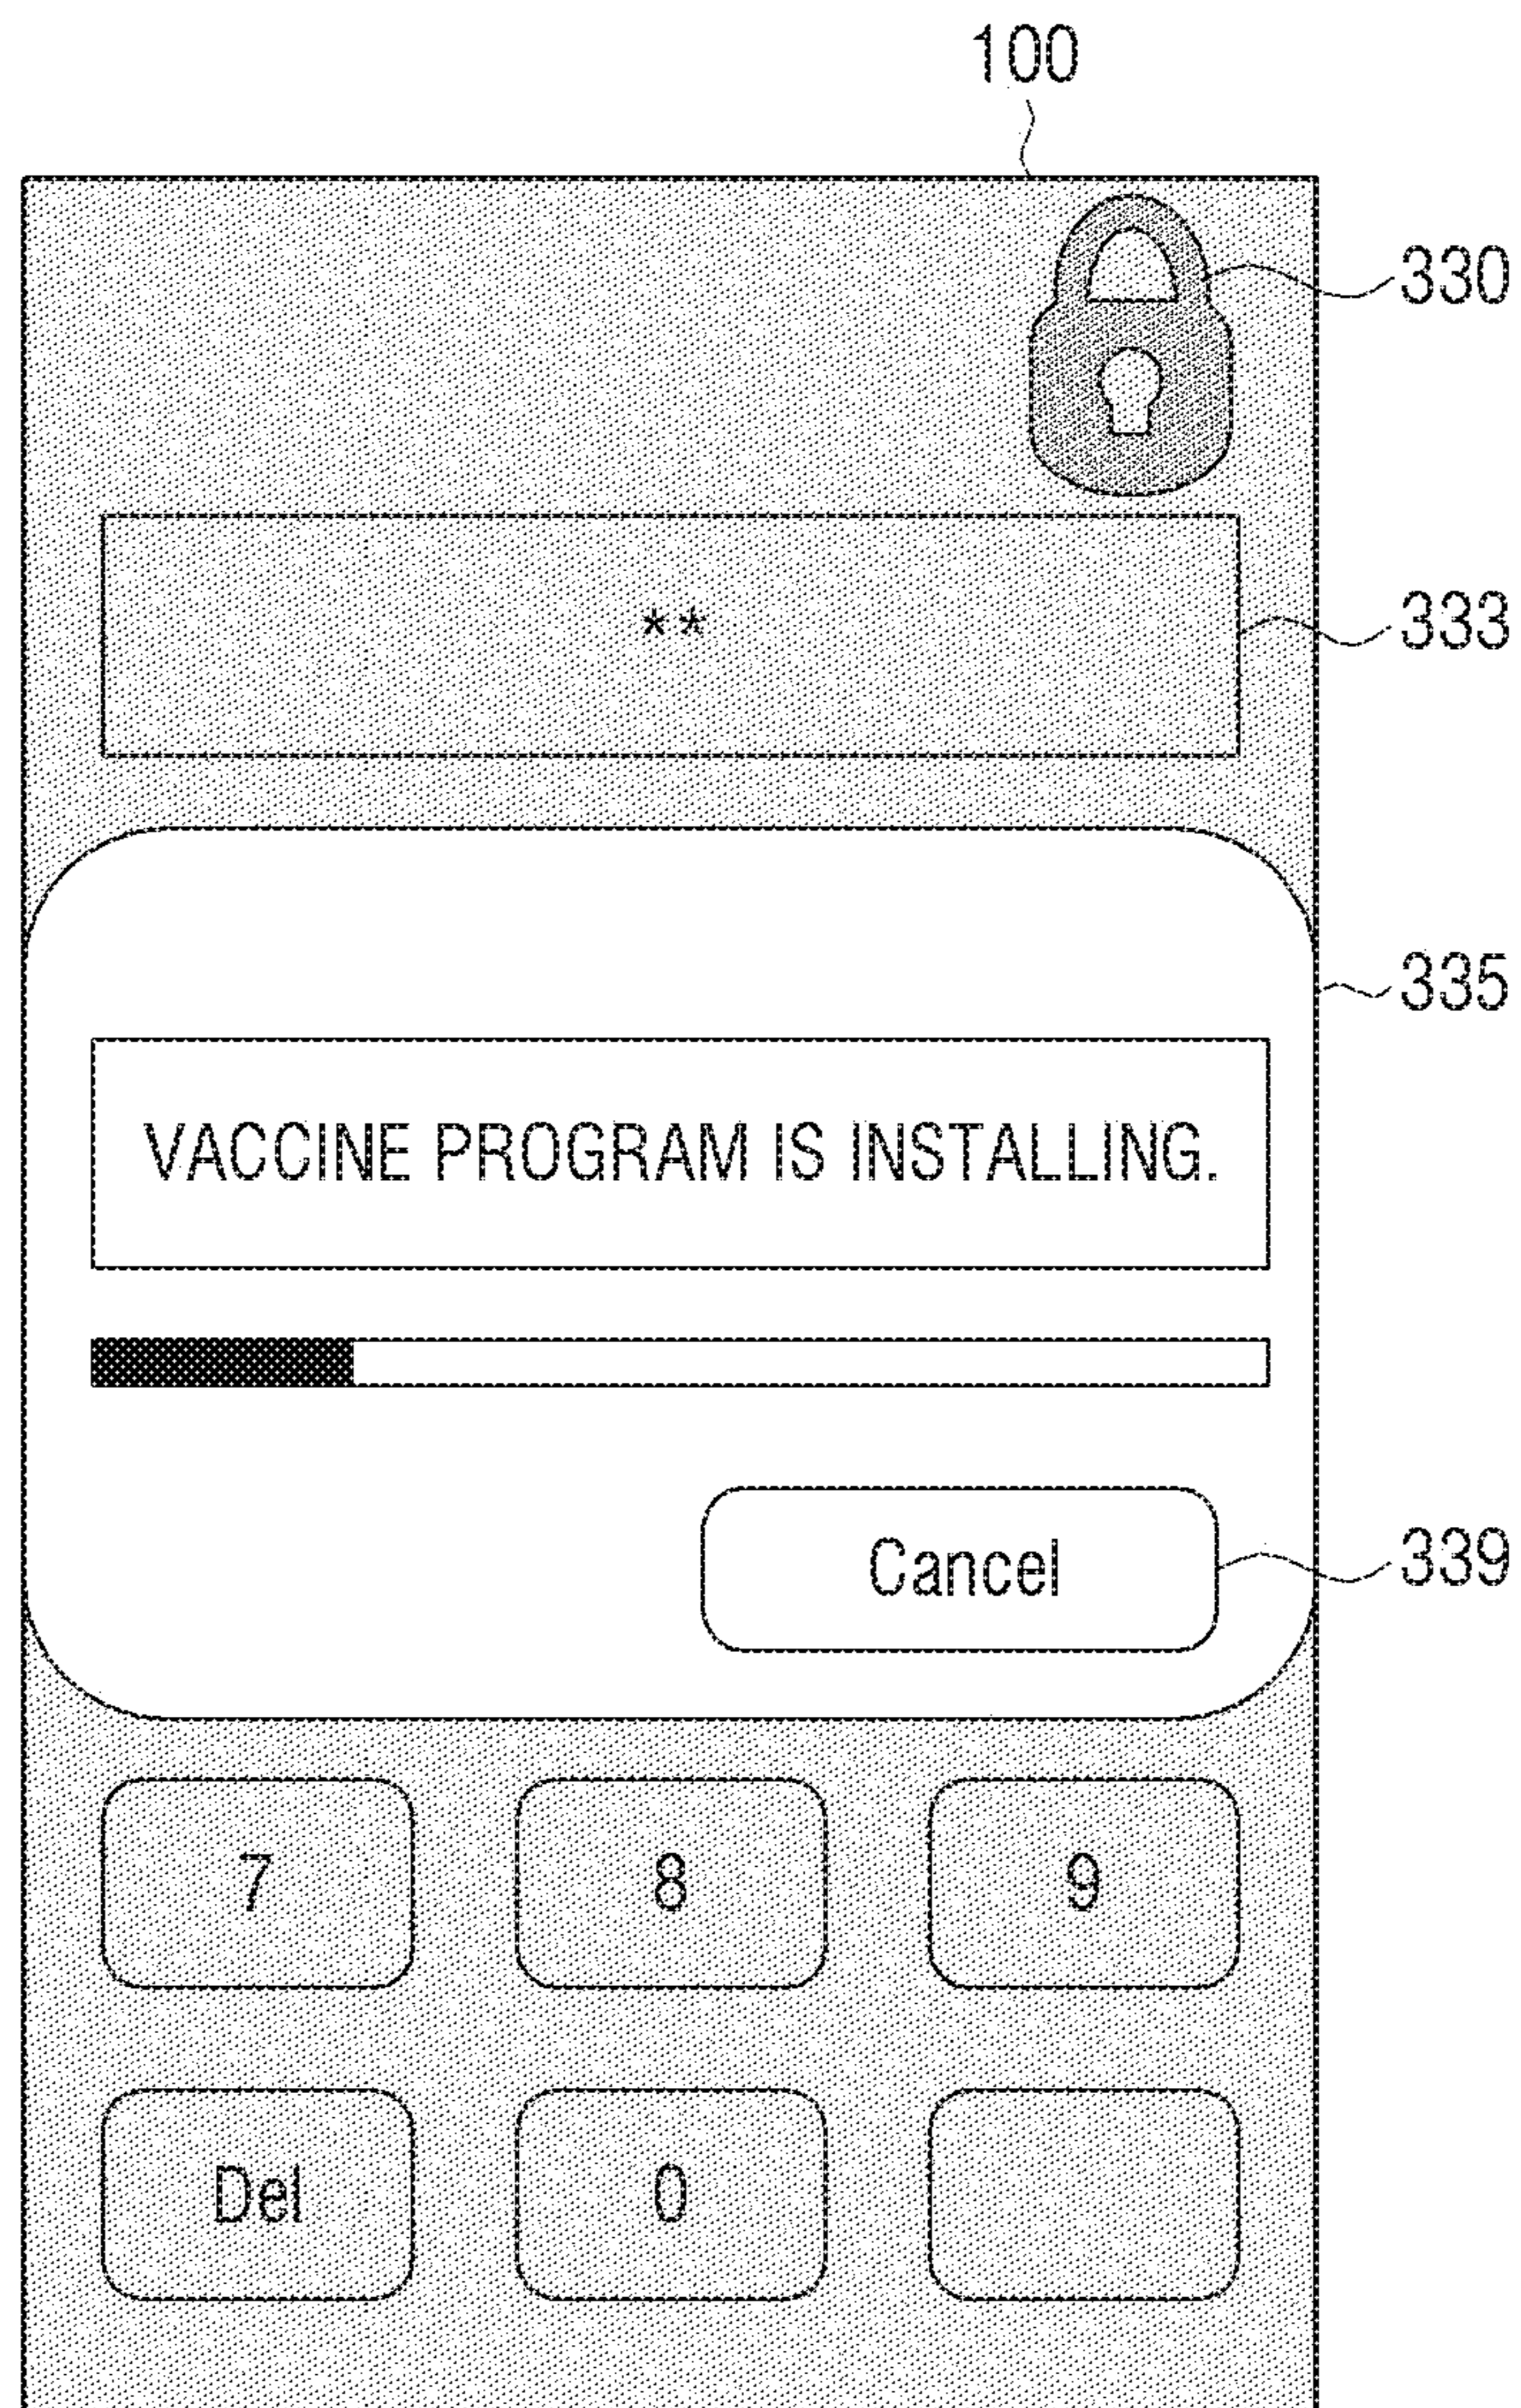 100
330
**
333
335
VACCINE PROGRAM IS INSTALLING.
Cancel
339
7 8 9
Del 0